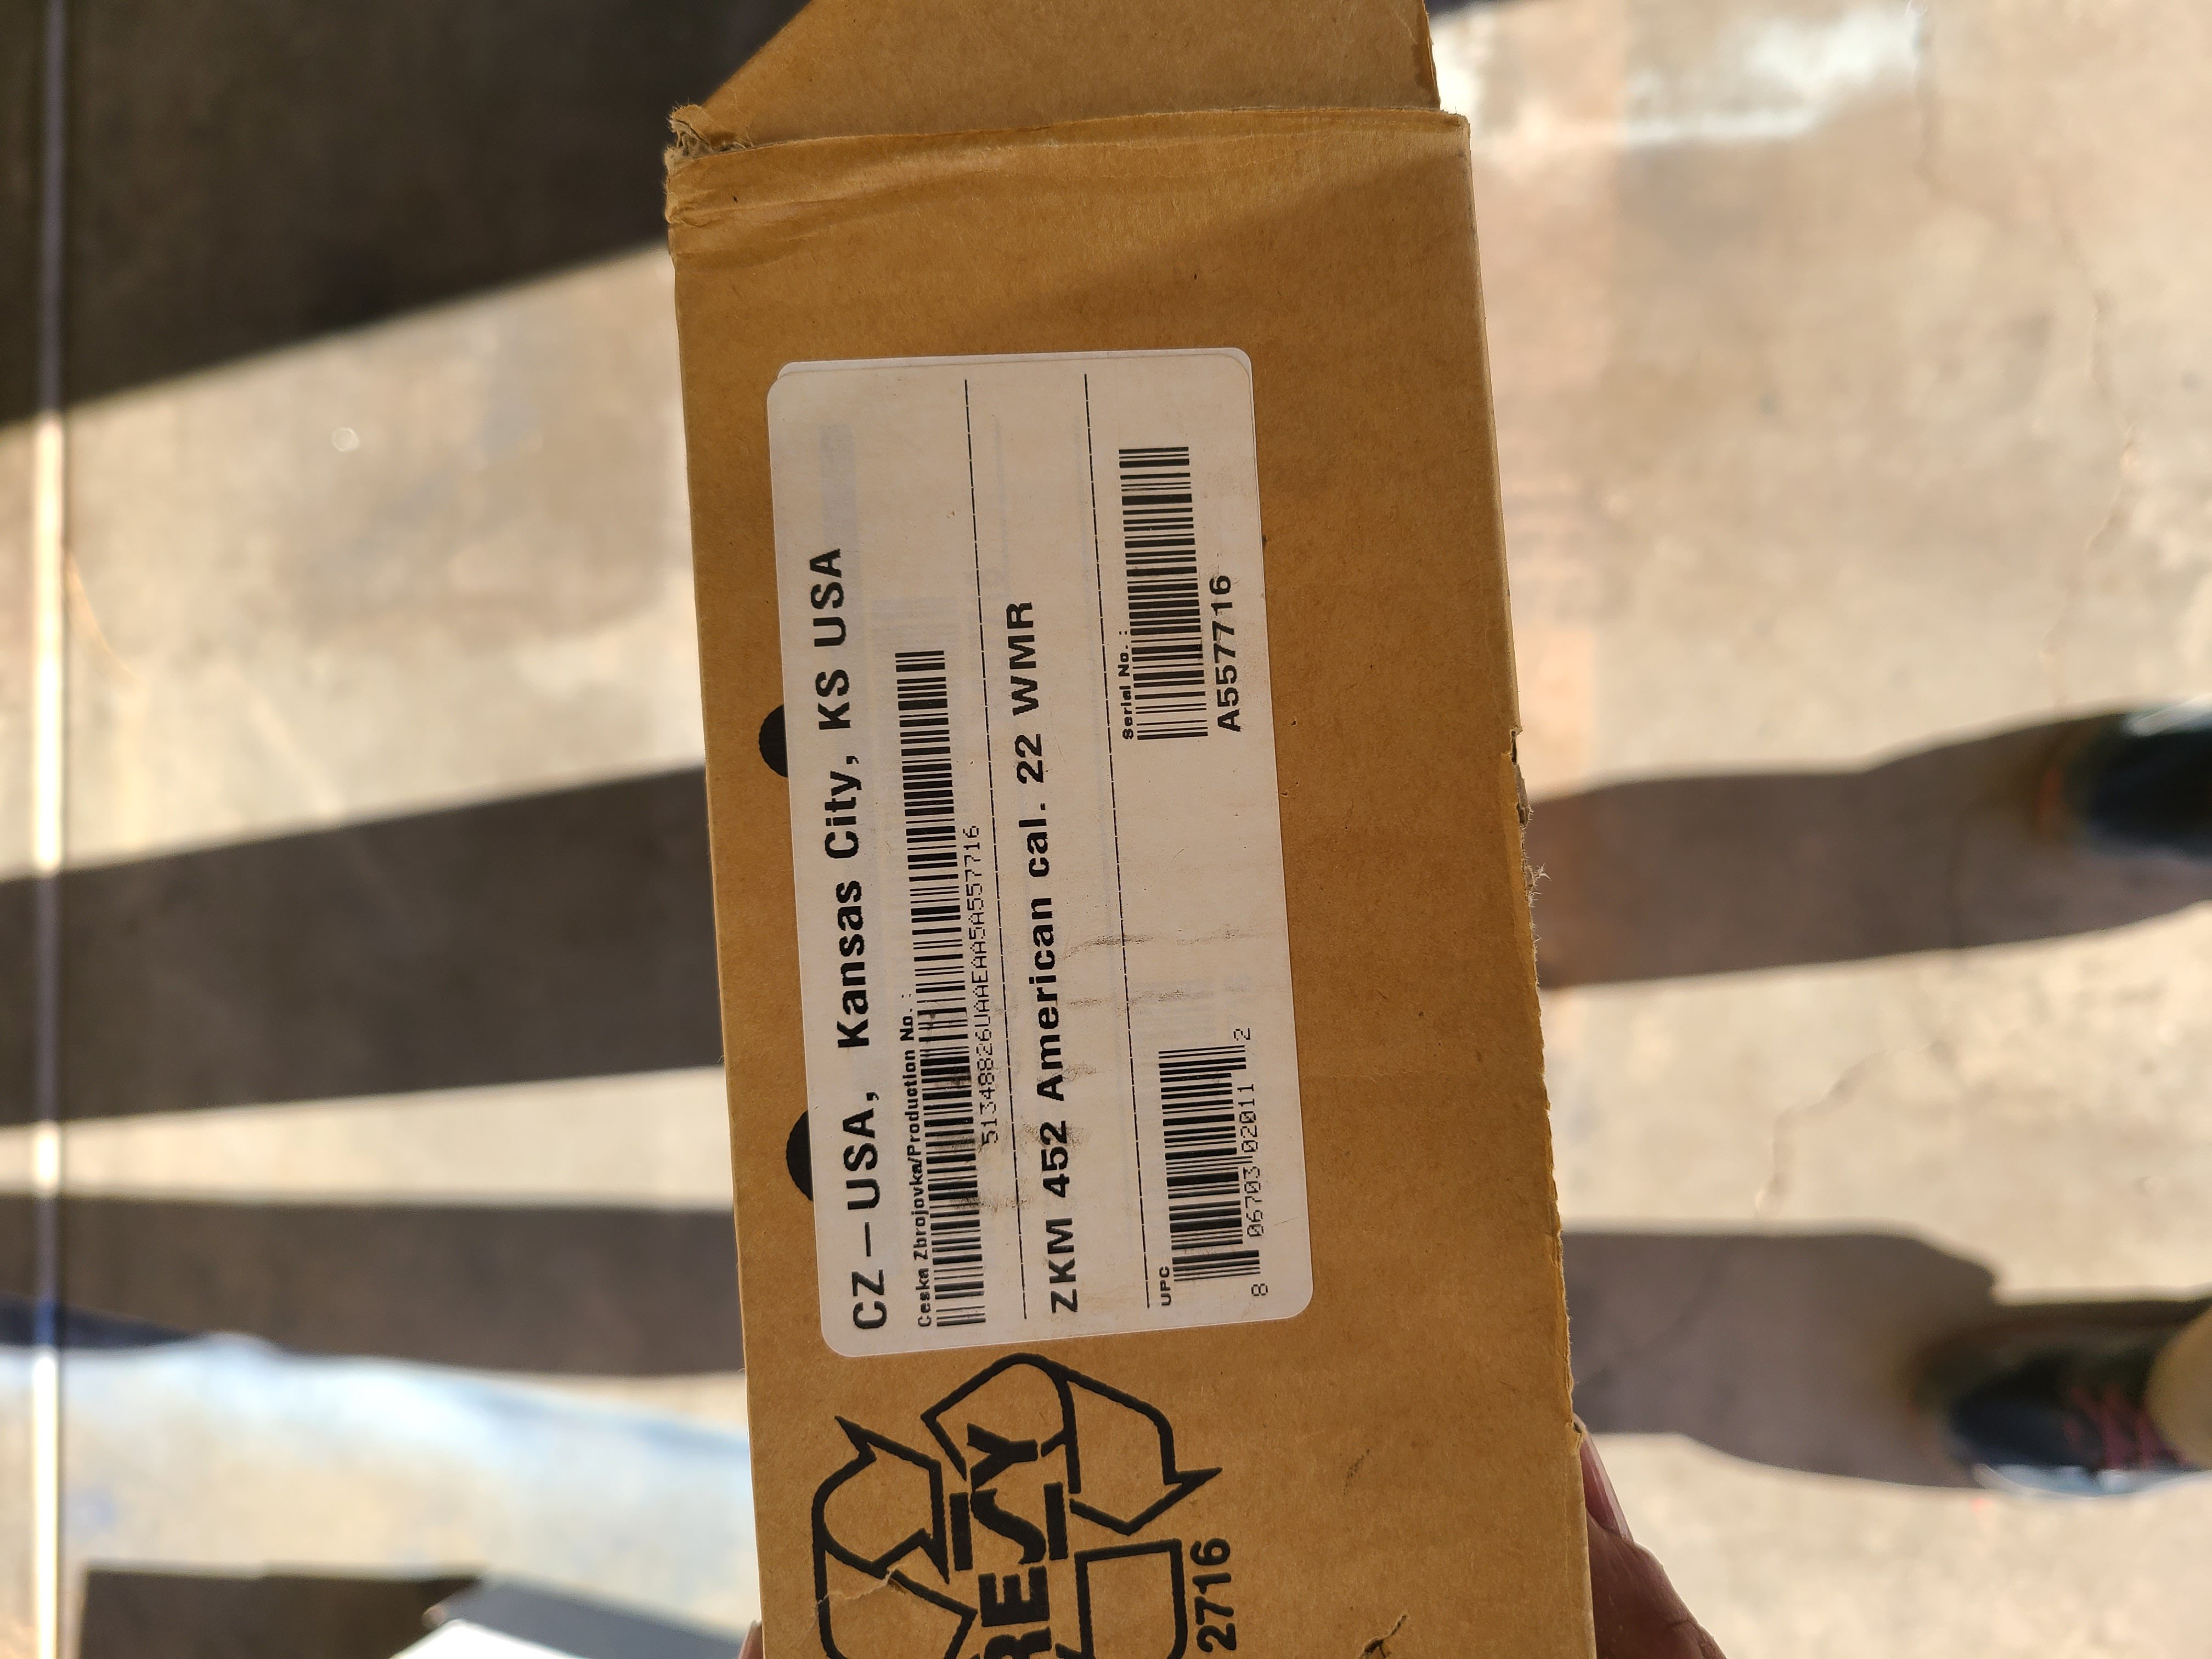 CZ-USA, Kansas City, KS USA
Ceska Zbrojovka/Production No.:
51348826UAAEAA5A557716
ZKM 452 American cal. 22 WMR
UPC
8 06703 02011 2
Serial No.:
A557716
RESY
2716